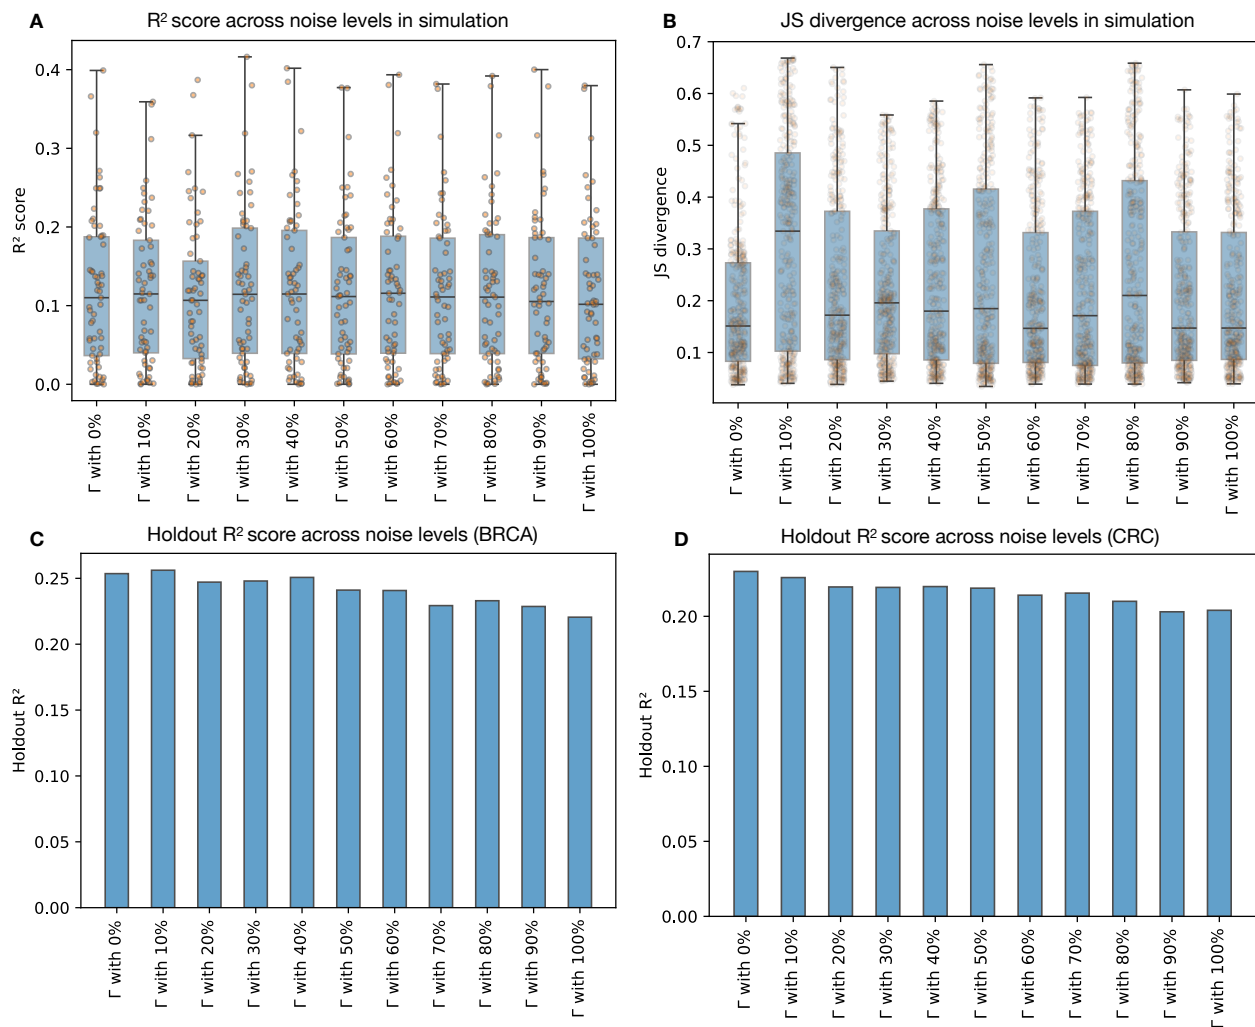 A
R² score across noise levels in simulation
R² score
0.4
0.3
0.2
0.1
0.0
Γ with 0%
Γ with 10%
Γ with 20%
Γ with 30%
Γ with 40%
Γ with 50%
Γ with 60%
Γ with 70%
Γ with 80%
Γ with 90%
Γ with 100%
B
JS divergence across noise levels in simulation
JS divergence
0.7
0.6
0.5
0.4
0.3
0.2
0.1
Γ with 0%
Γ with 10%
Γ with 20%
Γ with 30%
Γ with 40%
Γ with 50%
Γ with 60%
Γ with 70%
Γ with 80%
Γ with 90%
Γ with 100%
C
Holdout R² score across noise levels (BRCA)
Holdout R²
0.25
0.20
0.15
0.10
0.05
0.00
Γ with 0%
Γ with 10%
Γ with 20%
Γ with 30%
Γ with 40%
Γ with 50%
Γ with 60%
Γ with 70%
Γ with 80%
Γ with 90%
Γ with 100%
D
Holdout R² score across noise levels (CRC)
Holdout R²
0.20
0.15
0.10
0.05
0.00
Γ with 0%
Γ with 10%
Γ with 20%
Γ with 30%
Γ with 40%
Γ with 50%
Γ with 60%
Γ with 70%
Γ with 80%
Γ with 90%
Γ with 100%